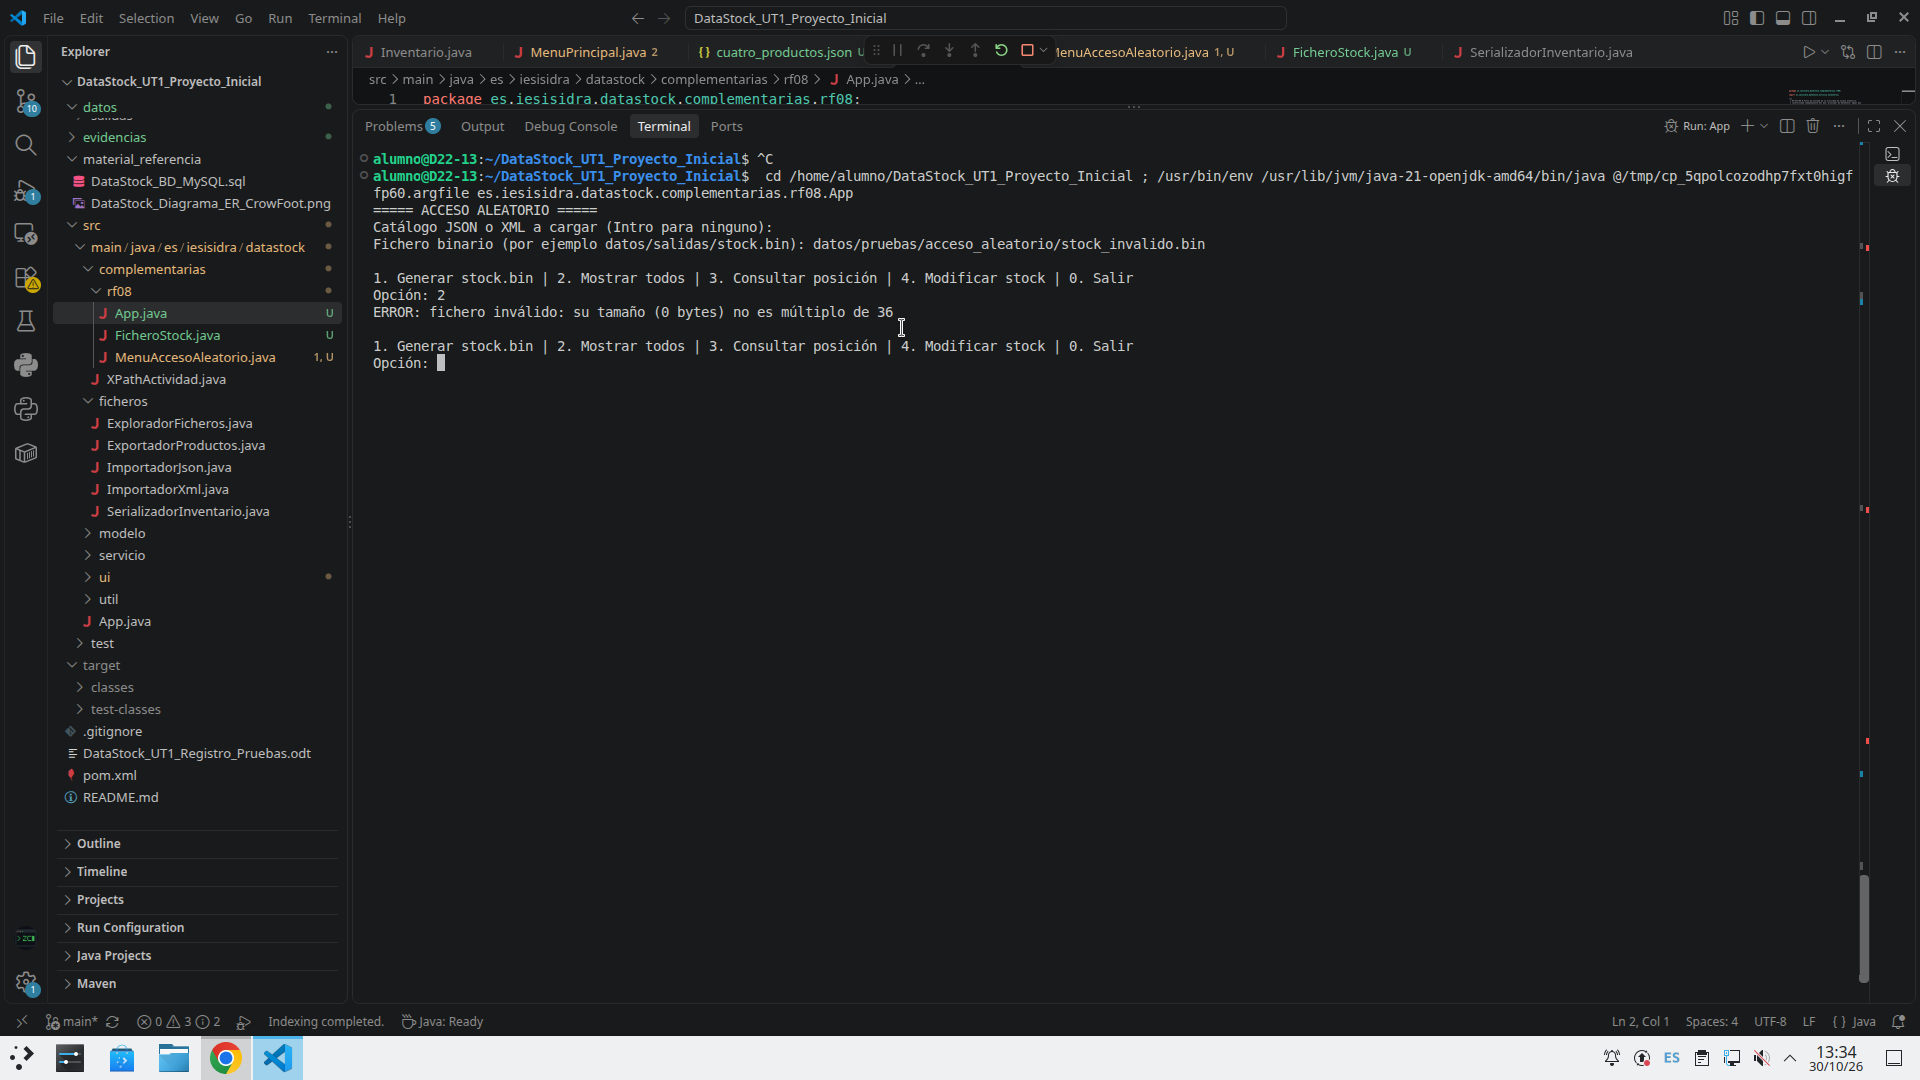 File Edit Selection View Go Run Terminal Help
DataStock_UT1_Proyecto_Inicial
Explorer
DataStock_UT1_Proyecto_Inicial
datos
evidencias
material_referencia
DataStock_BD_MySQL.sql
DataStock_Diagrama_ER_CrowFoot.png
src
main / java / es / iesisidra / datastock
complementarias
rf08
App.java U
FicheroStock.java U
MenuAccesoAleatorio.java 1, U
XPathActividad.java
ficheros
ExploradorFicheros.java
ExportadorProductos.java
ImportadorJson.java
ImportadorXml.java
SerializadorInventario.java
modelo
servicio
ui
util
App.java
test
target
classes
test-classes
.gitignore
DataStock_UT1_Registro_Pruebas.odt
pom.xml
README.md
Outline
Timeline
Projects
Run Configuration
Java Projects
Maven
10
1
1
Inventario.java MenuPrincipal.java 2 cuatro_productos.json U MenuAccesoAleatorio.java 1, U FicheroStock.java U SerializadorInventario.java
src > main > java > es > iesisidra > datastock > complementarias > rf08 > App.java > ...
1 package es.iesisidra.datastock.complementarias.rf08;
Problems 5 Output Debug Console Terminal Ports
Run: App
alumno@D22-13:~/DataStock_UT1_Proyecto_Inicial$ ^C
alumno@D22-13:~/DataStock_UT1_Proyecto_Inicial$  cd /home/alumno/DataStock_UT1_Proyecto_Inicial ; /usr/bin/env /usr/lib/jvm/java-21-openjdk-amd64/bin/java @/tmp/cp_5qpolcozodhp7fxt0higf
fp60.argfile es.iesisidra.datastock.complementarias.rf08.App
===== ACCESO ALEATORIO =====
Catálogo JSON o XML a cargar (Intro para ninguno):
Fichero binario (por ejemplo datos/salidas/stock.bin): datos/pruebas/acceso_aleatorio/stock_invalido.bin
1. Generar stock.bin | 2. Mostrar todos | 3. Consultar posición | 4. Modificar stock | 0. Salir
Opción: 2
ERROR: fichero inválido: su tamaño (0 bytes) no es múltiplo de 36
1. Generar stock.bin | 2. Mostrar todos | 3. Consultar posición | 4. Modificar stock | 0. Salir
Opción:
main* 0 3 2 Indexing completed. Java: Ready
Ln 2, Col 1 Spaces: 4 UTF-8 LF { } Java
ES
13:34
30/10/26